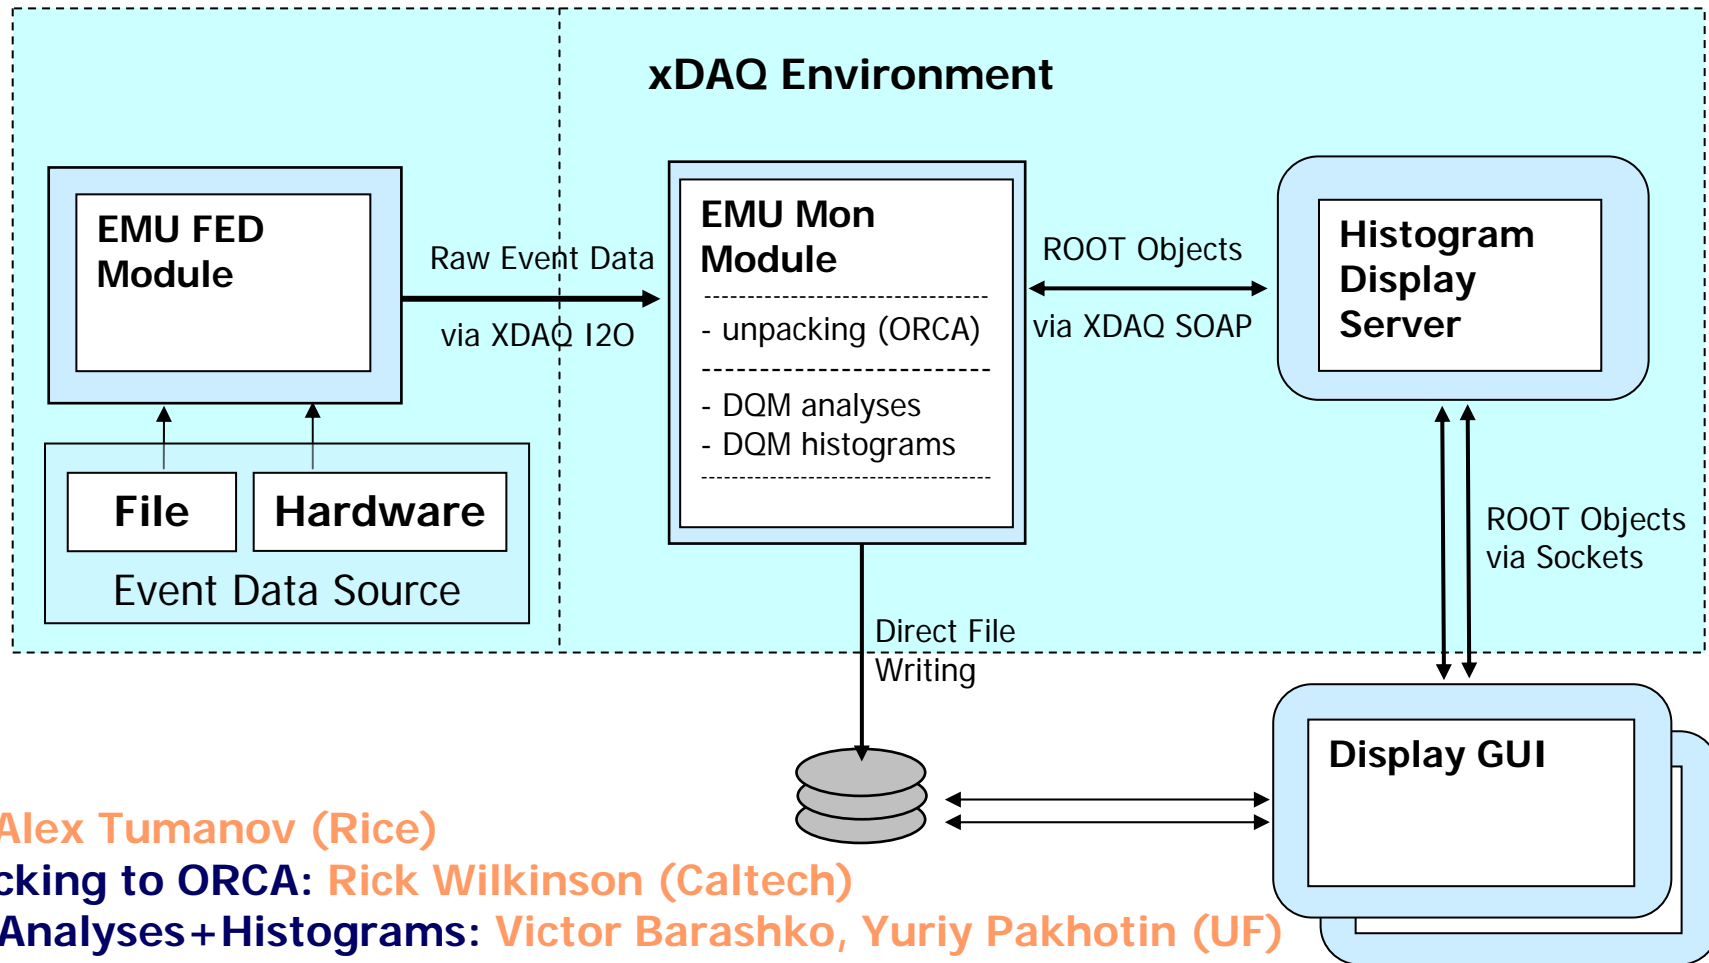 xDAQ Environment
EMU FED
Module
Raw Event Data
via XDAQ I2O
EMU Mon
Module
- unpacking (ORCA)
- DQM analyses
- DQM histograms
ROOT Objects
via XDAQ SOAP
Histogram
Display
Server
File
Hardware
Event Data Source
ROOT Objects
via Sockets
Direct File
Writing
Display GUI
Alex Tumanov (Rice)
cking to ORCA: Rick Wilkinson (Caltech)
Analyses+Histograms: Victor Barashko, Yuriy Pakhotin (UF)